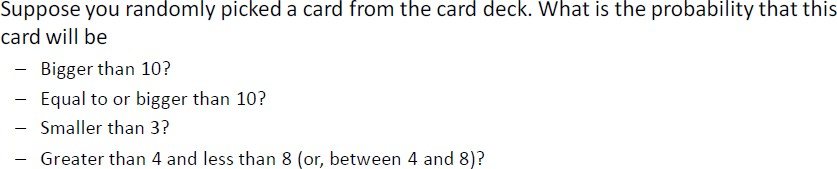 Suppose you randomly picked a card from the card deck. What is the probability that this
card will be
– Bigger than 10?
– Equal to or bigger than 10?
– Smaller than 3?
– Greater than 4 and less than 8 (or, between 4 and 8)?